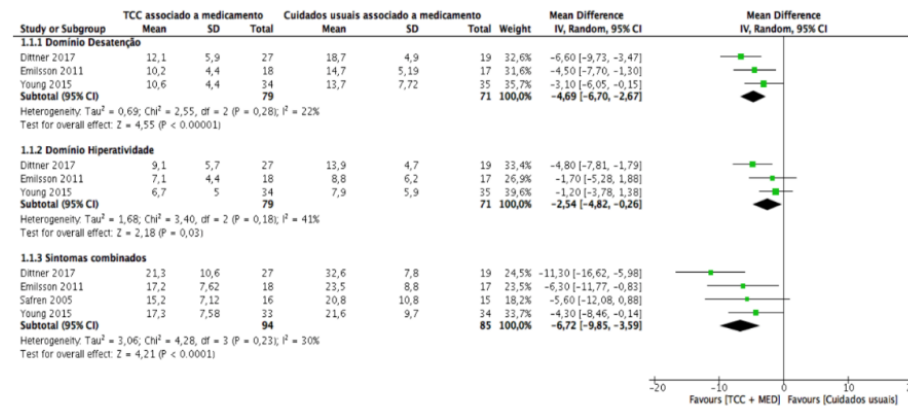 TCC associado a medicamento Cuidados usuais associado a medicamento Mean Difference Mean Difference
Study or Subgroup Mean SD Total Mean SD Total Weight IV, Random, 95% CI IV, Random, 95% CI
1.1.1 Domínio Desatenção
Dittner 2017 12,1 5,9 27 18,7 4,9 19 32,6% -6,60 [-9,73, -3,47]
Emilsson 2011 10,2 4,4 18 14,7 5,19 17 31,6% -4,50 [-7,70, -1,30]
Young 2015 10,6 4,4 34 13,7 7,72 35 35,7% -3,10 [-6,05, -0,15]
Subtotal (95% CI) 79 71 100,0% -4,69 [-6,70, -2,67]
Heterogeneity: Tau² = 0,69; Chi² = 2,55, df = 2 (P = 0,28); I² = 22%
Test for overall effect: Z = 4,55 (P < 0.00001)
1.1.2 Domínio Hiperatividade
Dittner 2017 9,1 5,7 27 13,9 4,7 19 33,4% -4,80 [-7,81, -1,79]
Emilsson 2011 7,1 4,4 18 8,8 6,2 17 26,9% -1,70 [-5,28, 1,88]
Young 2015 6,7 5 34 7,9 5,9 35 39,6% -1,20 [-3,78, 1,38]
Subtotal (95% CI) 79 71 100,0% -2,54 [-4,82, -0,26]
Heterogeneity: Tau² = 1,68; Chi² = 3,40, df = 2 (P = 0,18); I² = 41%
Test for overall effect: Z = 2,18 (P = 0,03)
1.1.3 Sintomas combinados
Dittner 2017 21,3 10,6 27 32,6 7,8 19 24,5% -11,30 [-16,62, -5,98]
Emilsson 2011 17,2 7,62 18 23,5 8,8 17 23,5% -6,30 [-11,77, -0,83]
Safren 2005 15,2 7,12 16 20,8 10,8 15 18,2% -5,60 [-12,08, 0,88]
Young 2015 17,3 7,58 33 21,6 9,7 34 33,7% -4,30 [-8,46, -0,14]
Subtotal (95% CI) 94 85 100,0% -6,72 [-9,85, -3,59]
Heterogeneity: Tau² = 3,06; Chi² = 4,28, df = 3 (P = 0,23); I² = 30%
Test for overall effect: Z = 4,21 (P < 0.0001)
-20 -10 0 10
Favours [TCC + MED] Favours [Cuidados usuais]